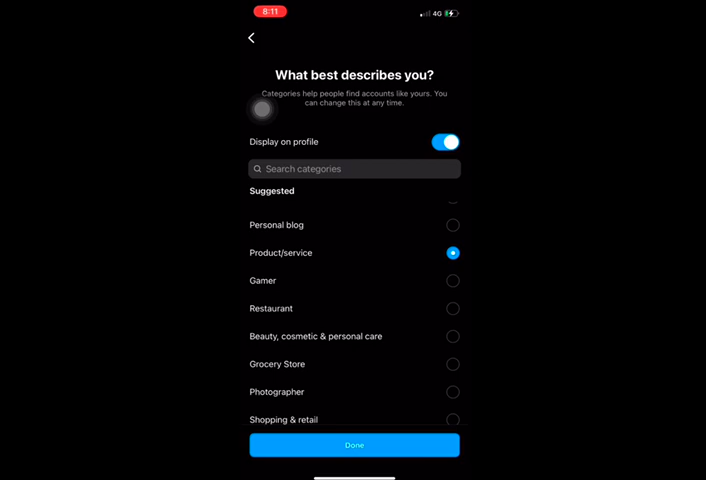 8:11
4G
What best describes you?
Categories help people find accounts like yours. You
can change this at any time.
Display on profile
Search categories
Suggested
Personal blog
Product/service
Gamer
Restaurant
Beauty, cosmetic & personal care
Grocery Store
Photographer
Shopping & retail
Done